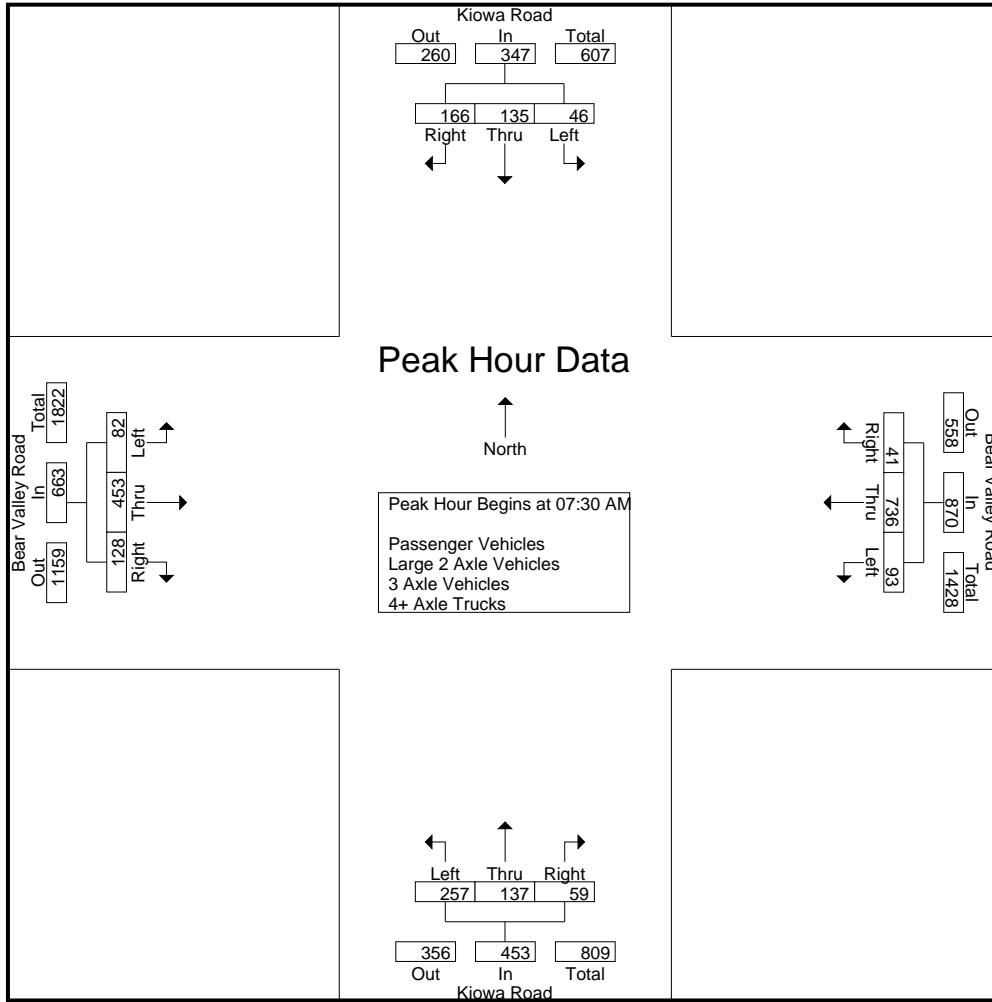 Kiowa Road
Out In Total
260 347 607
166 135 46
Right Thru Left
Peak Hour Data
North
Peak Hour Begins at 07:30 AM
Passenger Vehicles
Large 2 Axle Vehicles
3 Axle Vehicles
4+ Axle Trucks
Bear Valley Road
Out In Total
1159 663 1822
82 453 128
Left Thru Right
Bear Valley Road
Out In Total
558 870 1428
41 736 93
Right Thru Left
Left Thru Right
257 137 59
356 453 809
Out In Total
Kiowa Road